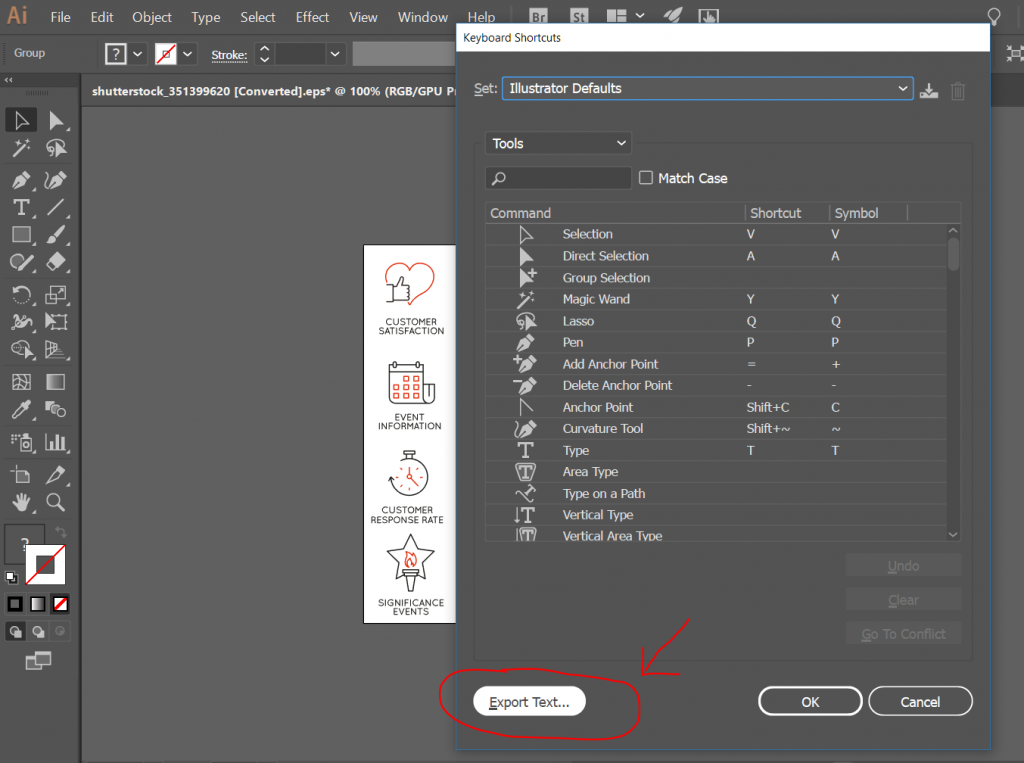 Ai File Edit Object Type Select Effect View Window Help Br St
Keyboard Shortcuts
Group ? Stroke:
shutterstock_351399620 [Converted].eps* @ 100% (RGB/GPU
Set: Illustrator Defaults
Tools
Match Case
Command Shortcut Symbol
Selection V V
Direct Selection A A
Group Selection
Magic Wand Y Y
Lasso Q Q
Pen P P
Add Anchor Point = +
Delete Anchor Point - -
Anchor Point Shift+C C
Curvature Tool Shift+~ ~
Type T T
Area Type
Type on a Path
Vertical Type
Vertical Area Type
Undo
Clear
Go To Conflict
Export Text...
OK
Cancel
CUSTOMER
SATISFACTION
EVENT
INFORMATION
CUSTOMER
RESPONSE RATE
SIGNIFICANCE
EVENTS
?